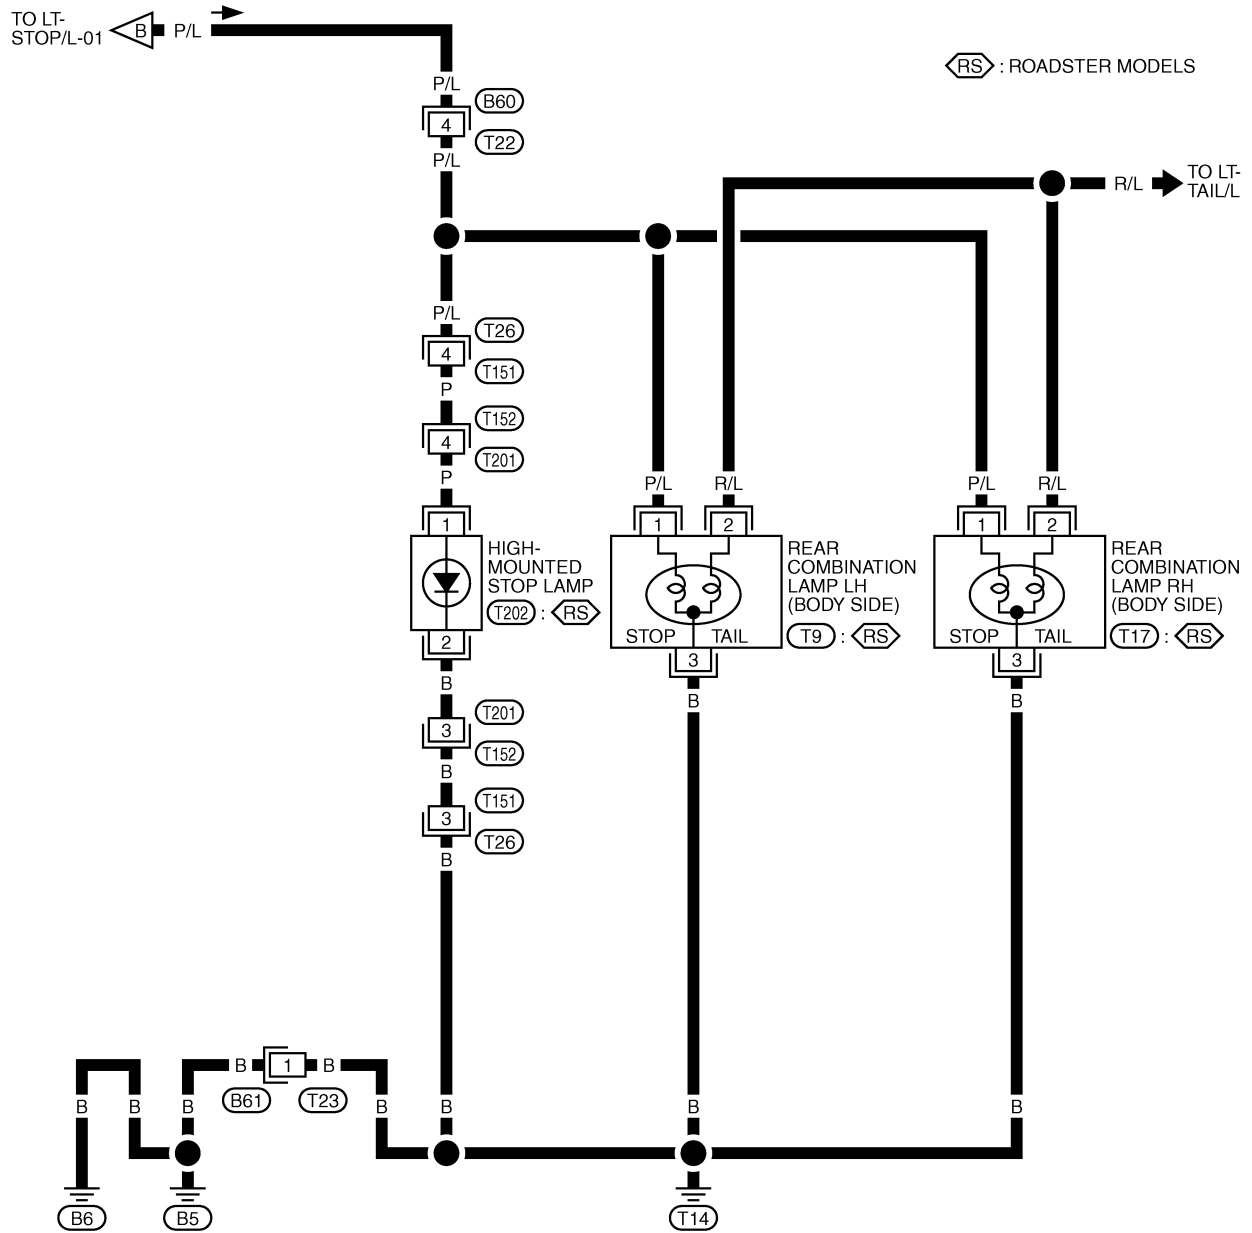 TO LT-
STOP/L-01
B
P/L
RS : ROADSTER MODELS
P/L
B60
4
T22
P/L
R/L
TO LT-
TAIL/L
P/L
T26
4
T151
P
T152
4
T201
P
P/L
R/L
P/L
R/L
1
1
2
1
2
HIGH-
MOUNTED
STOP LAMP
T202 : RS
REAR
COMBINATION
LAMP LH
(BODY SIDE)
T9 : RS
REAR
COMBINATION
LAMP RH
(BODY SIDE)
T17 : RS
STOP TAIL
STOP TAIL
2
3
3
B
B
B
T201
3
T152
B
T151
3
T26
B
B
1
B
B61
T23
B
B
B
B
B
B
B
B6
B5
T14